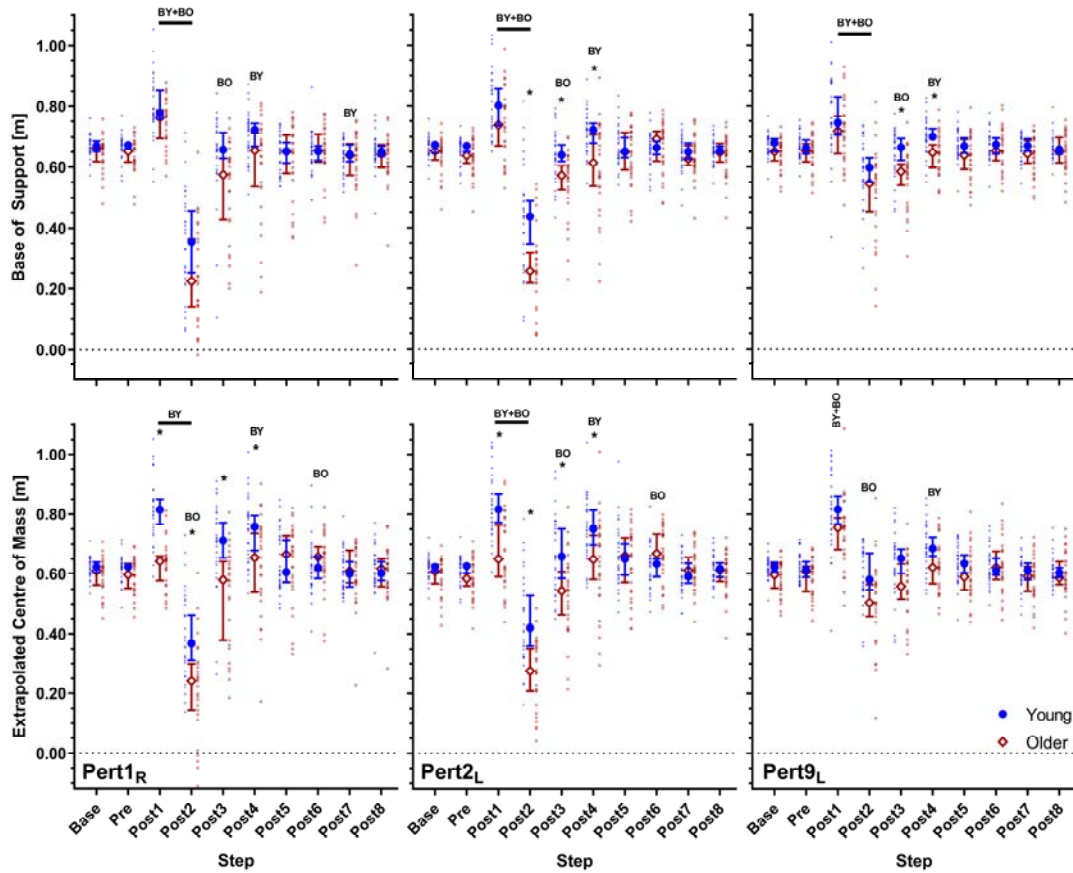 BY+BO
BY+BO
BY+BO
Base of Support [m]
1.00
0.80
0.60
0.40
0.20
0.00
BO
BY
BY
*
BO
*
BY
*
BO
*
BY
*
Extrapolated Centre of Mass [m]
1.00
0.80
0.60
0.40
0.20
0.00
BY
*
BO
*
*
BY
*
BO
BY+BO
*
*
BO
*
BY
*
BO
BY+BO
BO
BY
Young
Older
Pert1R
Pert2L
Pert9L
Base Pre Post1 Post2 Post3 Post4 Post5 Post6 Post7 Post8
Base Pre Post1 Post2 Post3 Post4 Post5 Post6 Post7 Post8
Base Pre Post1 Post2 Post3 Post4 Post5 Post6 Post7 Post8
Step
Step
Step